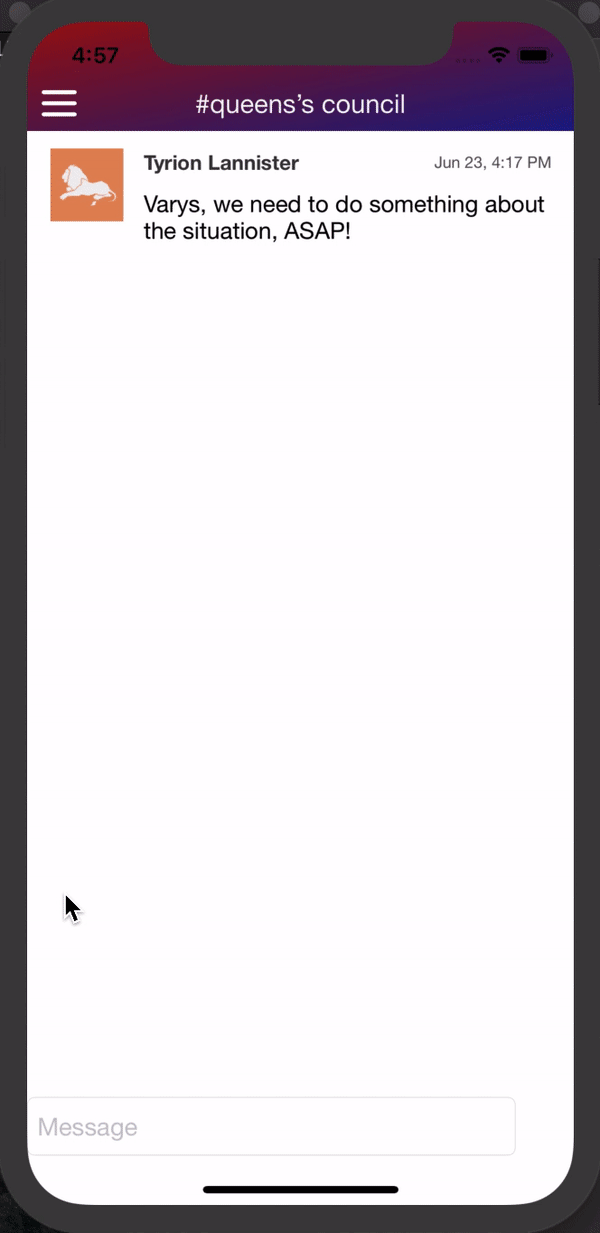 4:57
#queens’s council
Tyrion Lannister
Jun 23, 4:17 PM
Varys, we need to do something about
the situation, ASAP!
Message